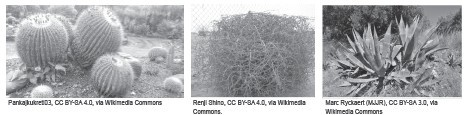 Pankajkukreti03, CC BY-SA 4.0, via Wikimedia Commons
Renji Shino, CC BY-SA 4.0, via Wikimedia
Commons.
Marc Ryckaert (MJJR), CC BY-SA 3.0, via
Wikimedia Commons